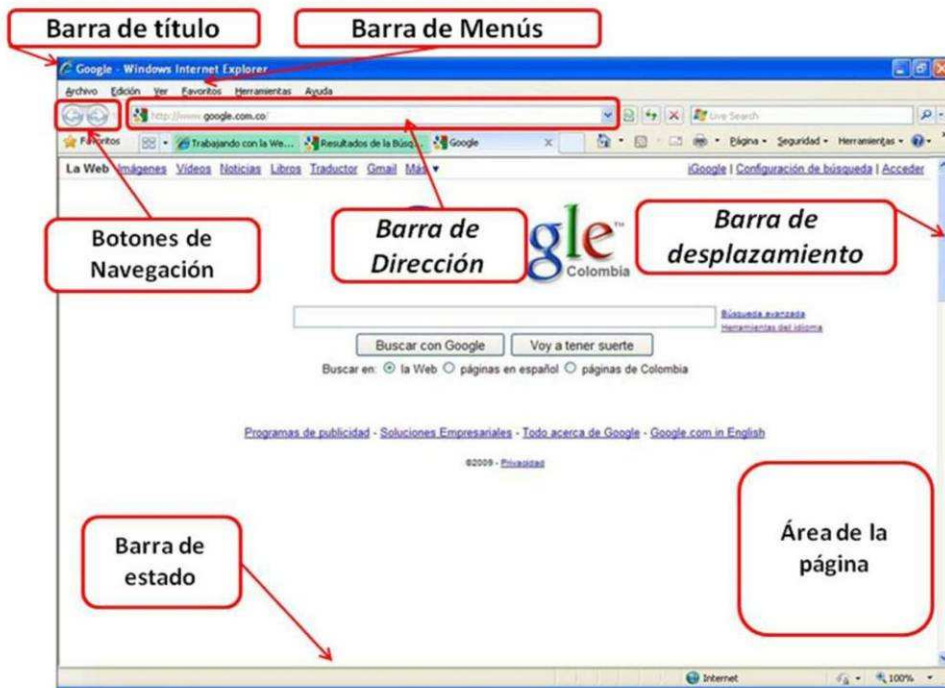 Barra de título
Barra de Menús
Google - Windows Internet Explorer
Archivo Edición Ver Favoritos Herramientas Ayuda
http://www.google.com.co/
Live Search
Favoritos
Trabajando con la We...
Resultados de la Búsq...
Google
Página
Seguridad
Herramientas
La Web Imágenes Vídeos Noticias Libros Traductor Gmail Más
iGoogle | Configuración de búsqueda | Acceder
Botones de
Navegación
Barra de
Dirección
gle™
Colombia
Barra de
desplazamiento
Búsqueda avanzada
Herramientas del idioma
Buscar con Google
Voy a tener suerte
Buscar en: la Web páginas en español páginas de Colombia
Programas de publicidad - Soluciones Empresariales - Todo acerca de Google - Google.com in English
©2009 - Privacidad
Barra de
estado
Área de la
página
Internet
100%